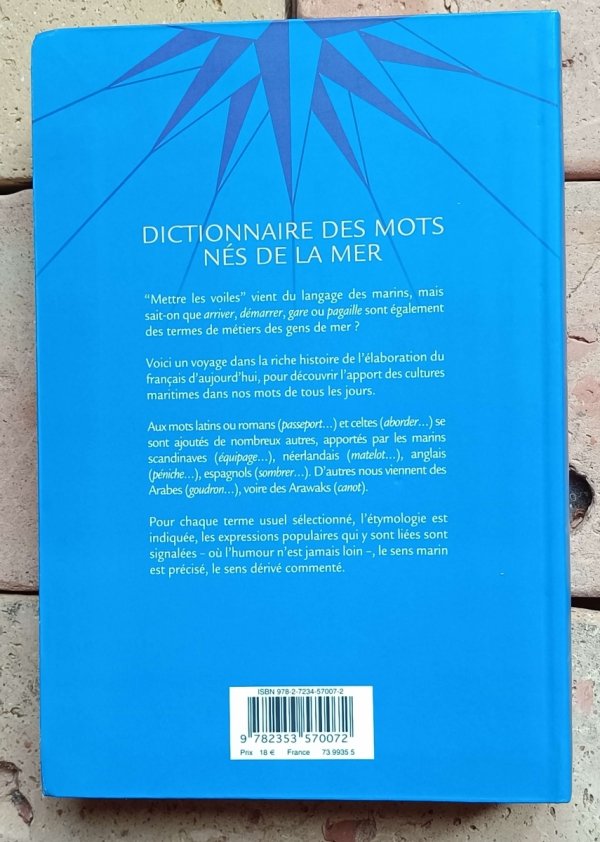 DICTIONNAIRE DES MOTS
NÉS DE LA MER
“Mettre les voiles” vient du langage des marins, mais
sait-on que arriver, démarrer, gare ou pagaille sont également
des termes de métiers des gens de mer ?
Voici un voyage dans la riche histoire de l’élaboration du
français d’aujourd’hui, pour découvrir l’apport des cultures
maritimes dans nos mots de tous les jours.
Aux mots latins ou romans (passeport…) et celtes (aborder…) se
sont ajoutés de nombreux autres, apportés par les marins
scandinaves (équipage…), néerlandais (matelot…), anglais
(péniche…), espagnols (sombrer…). D’autres nous viennent des
Arabes (goudron…), voire des Arawaks (canot).
Pour chaque terme usuel sélectionné, l’étymologie est
indiquée, les expressions populaires qui y sont liées sont
signalées – où l’humour n’est jamais loin –, le sens marin
est précisé, le sens dérivé commenté.
ISBN 978-2-7234-57007-2
9 782353 570072
Prix 18 € France 73.9935.5